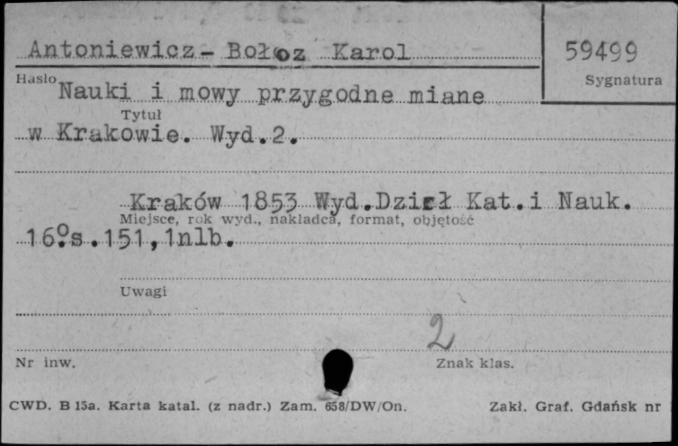 Antoniewicz-Bołoz Karol 59499
Hasło Sygnatura
Nauki i mowy przygodne miane
Tytuł
w Krakowie. Wyd.2.
Kraków 1853 Wyd.Dzieł Kat.i Nauk.
Miejsce, rok wyd., nakładca, format, objętość
16º.s.151,1nlb.
Uwagi
2
Nr inw. Znak klas.
CWD. B 15a. Karta katal. (z nadr.) Zam. 658/DW/On. Zakł. Graf. Gdańsk nr